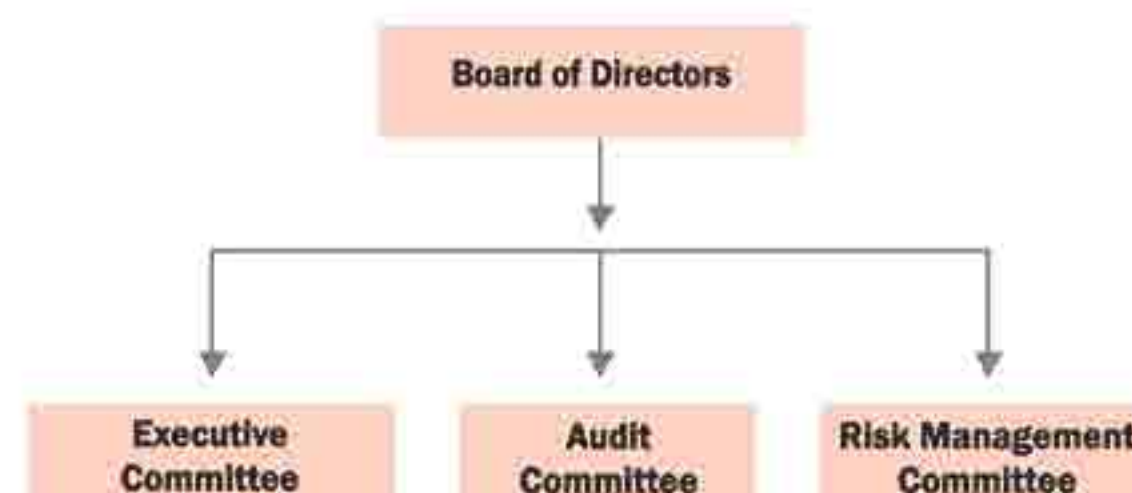 Board of Directors
Executive
Committee
Audit
Committee
Risk Management
Committee